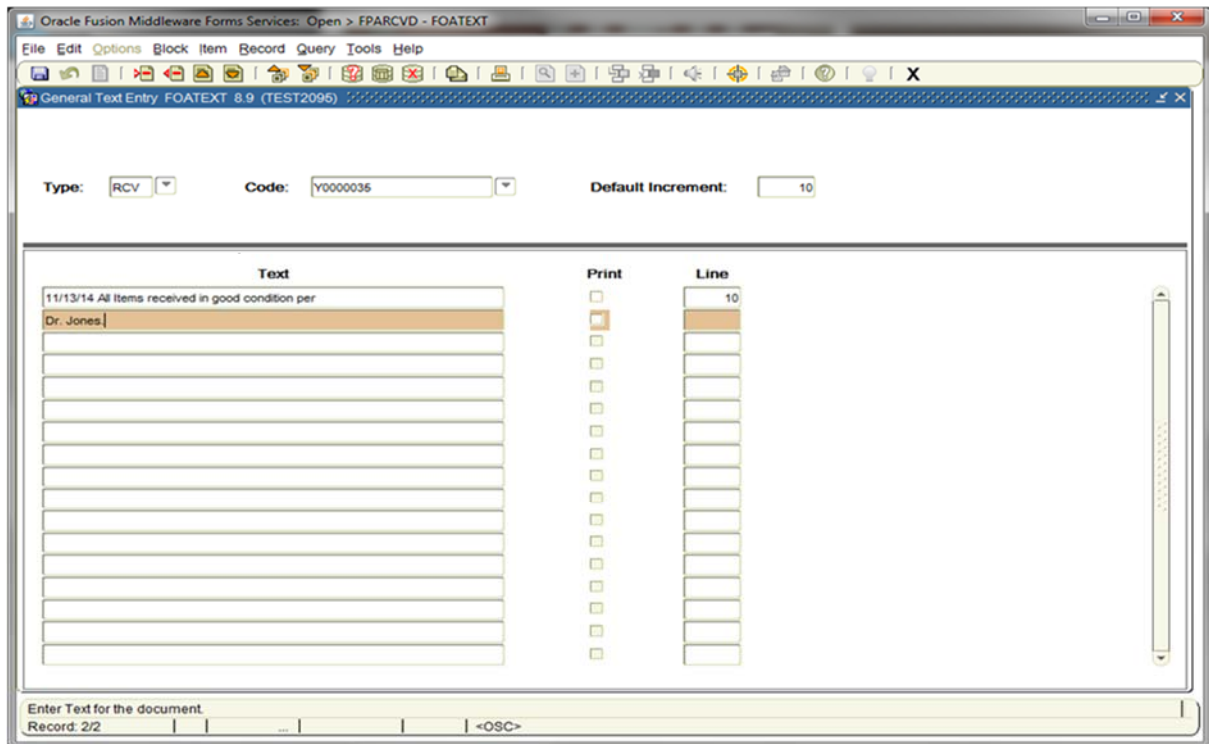 Oracle Fusion Middleware Forms Services: Open > FPARCVD - FOATEXT
File Edit Options Block Item Record Query Tools Help
X
General Text Entry FOATEXT 8.9 (TEST2095)
Type: RCV Code: Y0000035 Default Increment: 10
Text Print Line
11/13/14 All Items received in good condition per 10
Dr. Jones.
Enter Text for the document.
Record: 2/2 ... <OSC>